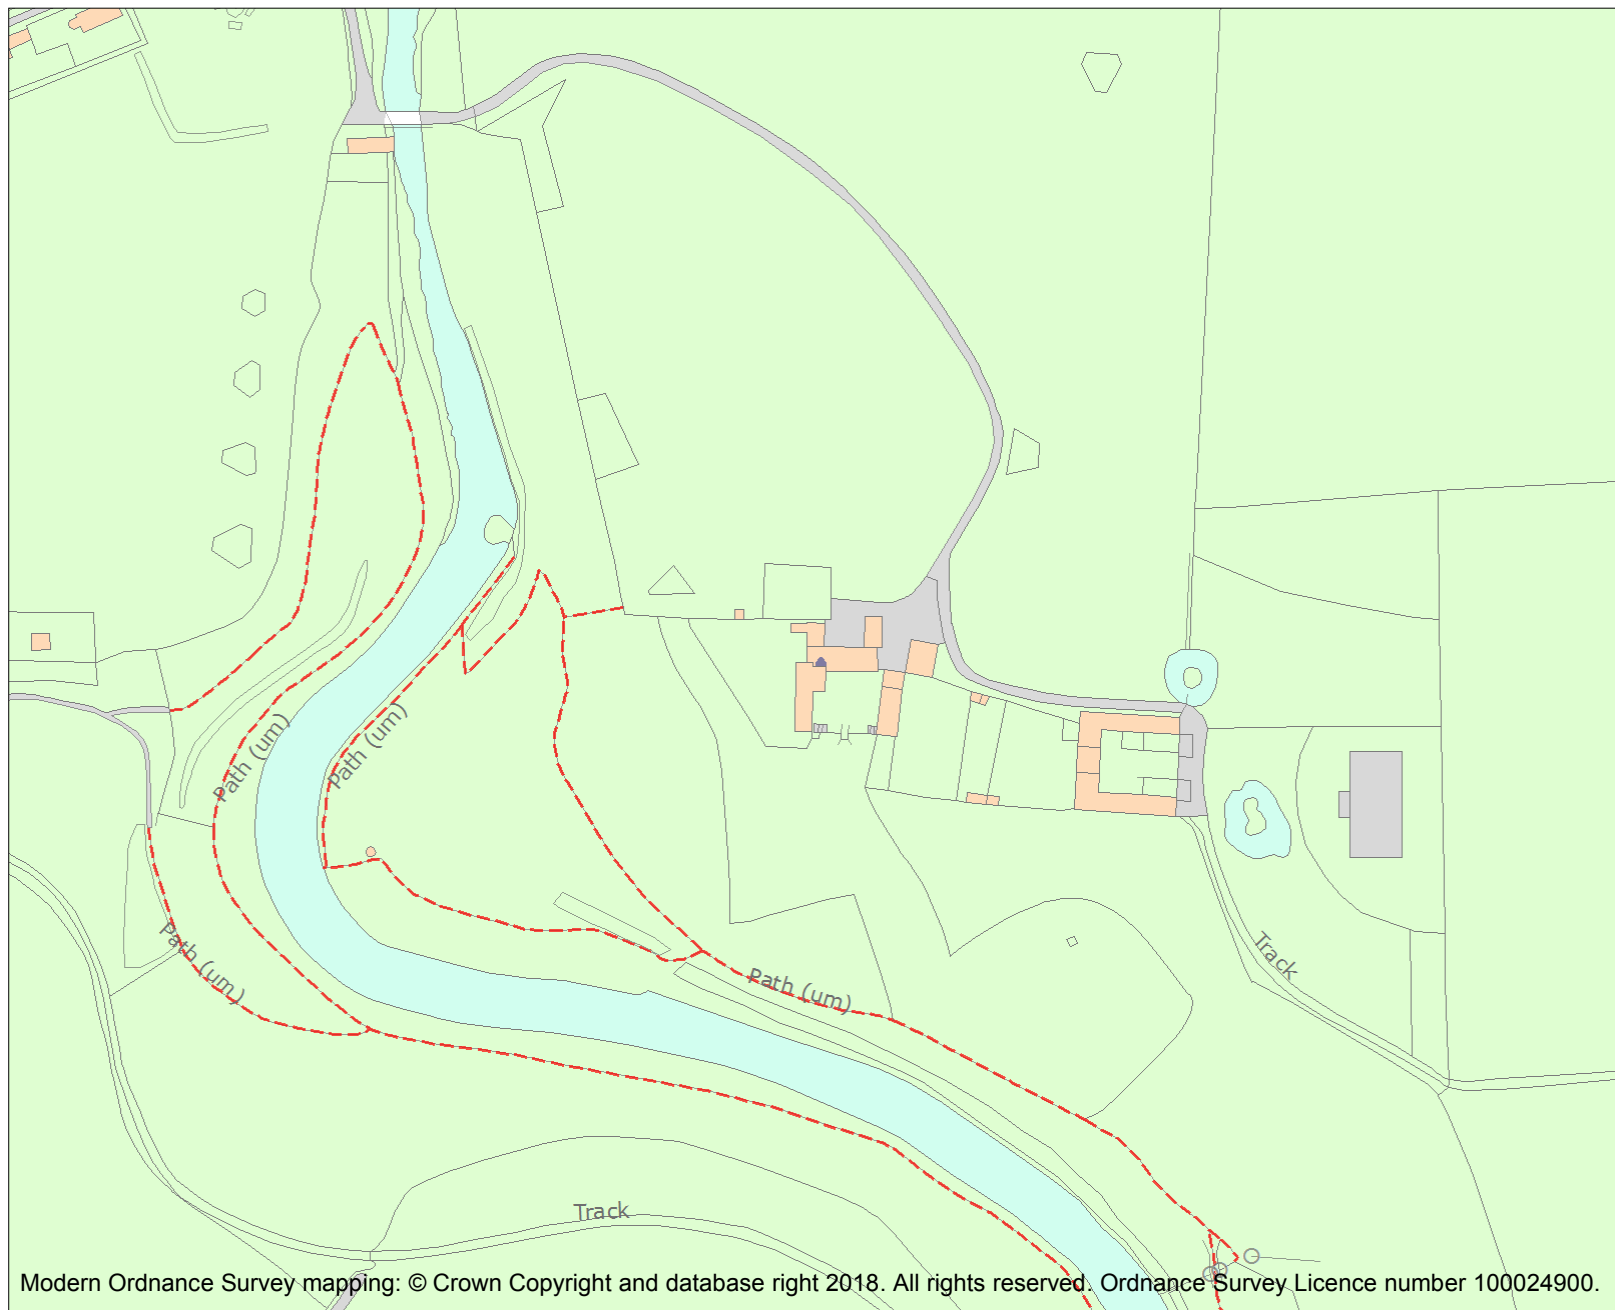 Path (um)
Path (um)
Path (um)
Path (um)
Track
Track
Modern Ordnance Survey mapping: © Crown Copyright and database right 2018. All rights reserved. Ordnance Survey Licence number 100024900.